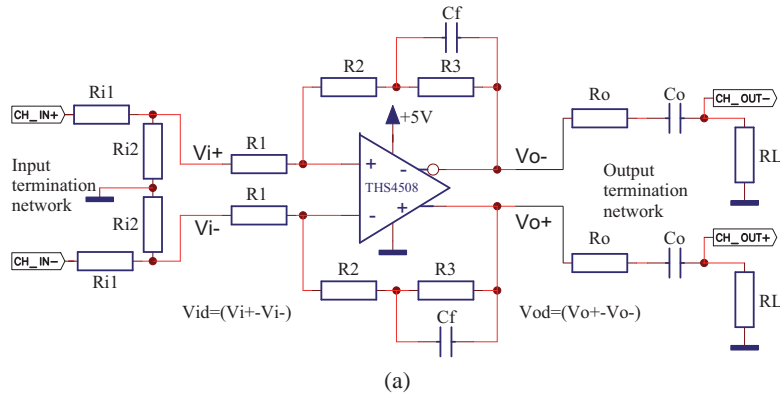 Cf
R2
R3
Ro
Co
CH_OUT-
Ri1
CH_IN+
+5V
RL
Ri2
Vi+
R1
+
-
Vo-
Input
termination
network
THS4508
Output
termination
network
R1
Ri2
Vi-
-
+
Vo+
Ro
Co
CH_OUT+
CH_IN-
Ri1
R2
R3
RL
Vid=(Vi+-Vi-)
Cf
Vod=(Vo+-Vo-)
(a)